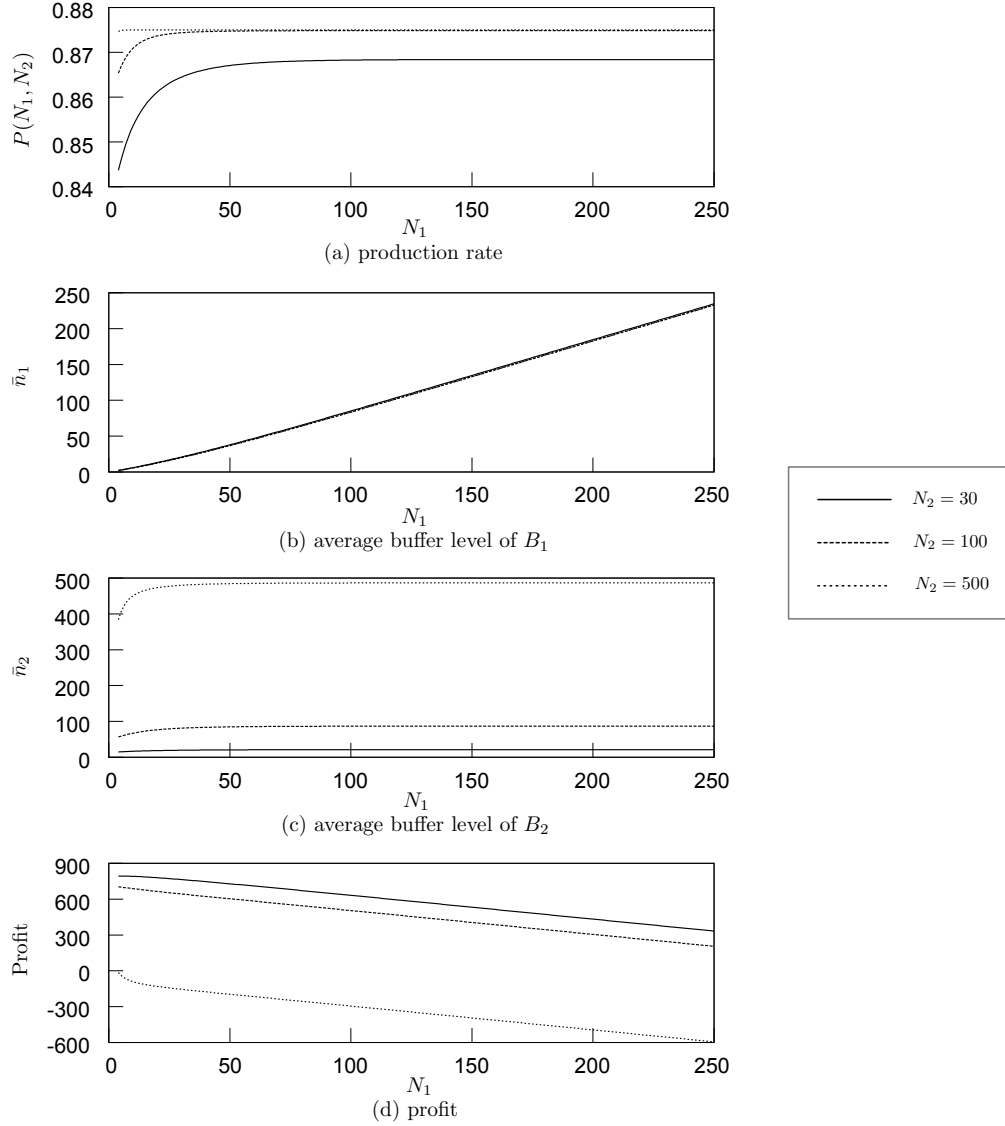 0.88
0.87
0.86
0.85
0.84
P(N₁, N₂)
0 50 100 150 200 250
N₁
(a) production rate
250
200
150
100
50
0
n̄₁
0 50 100 150 200 250
N₁
(b) average buffer level of B₁
500
400
300
200
100
0
n̄₂
0 50 100 150 200 250
N₁
(c) average buffer level of B₂
900
600
300
0
-300
-600
Profit
0 50 100 150 200 250
N₁
(d) profit
N₂ = 30
N₂ = 100
N₂ = 500